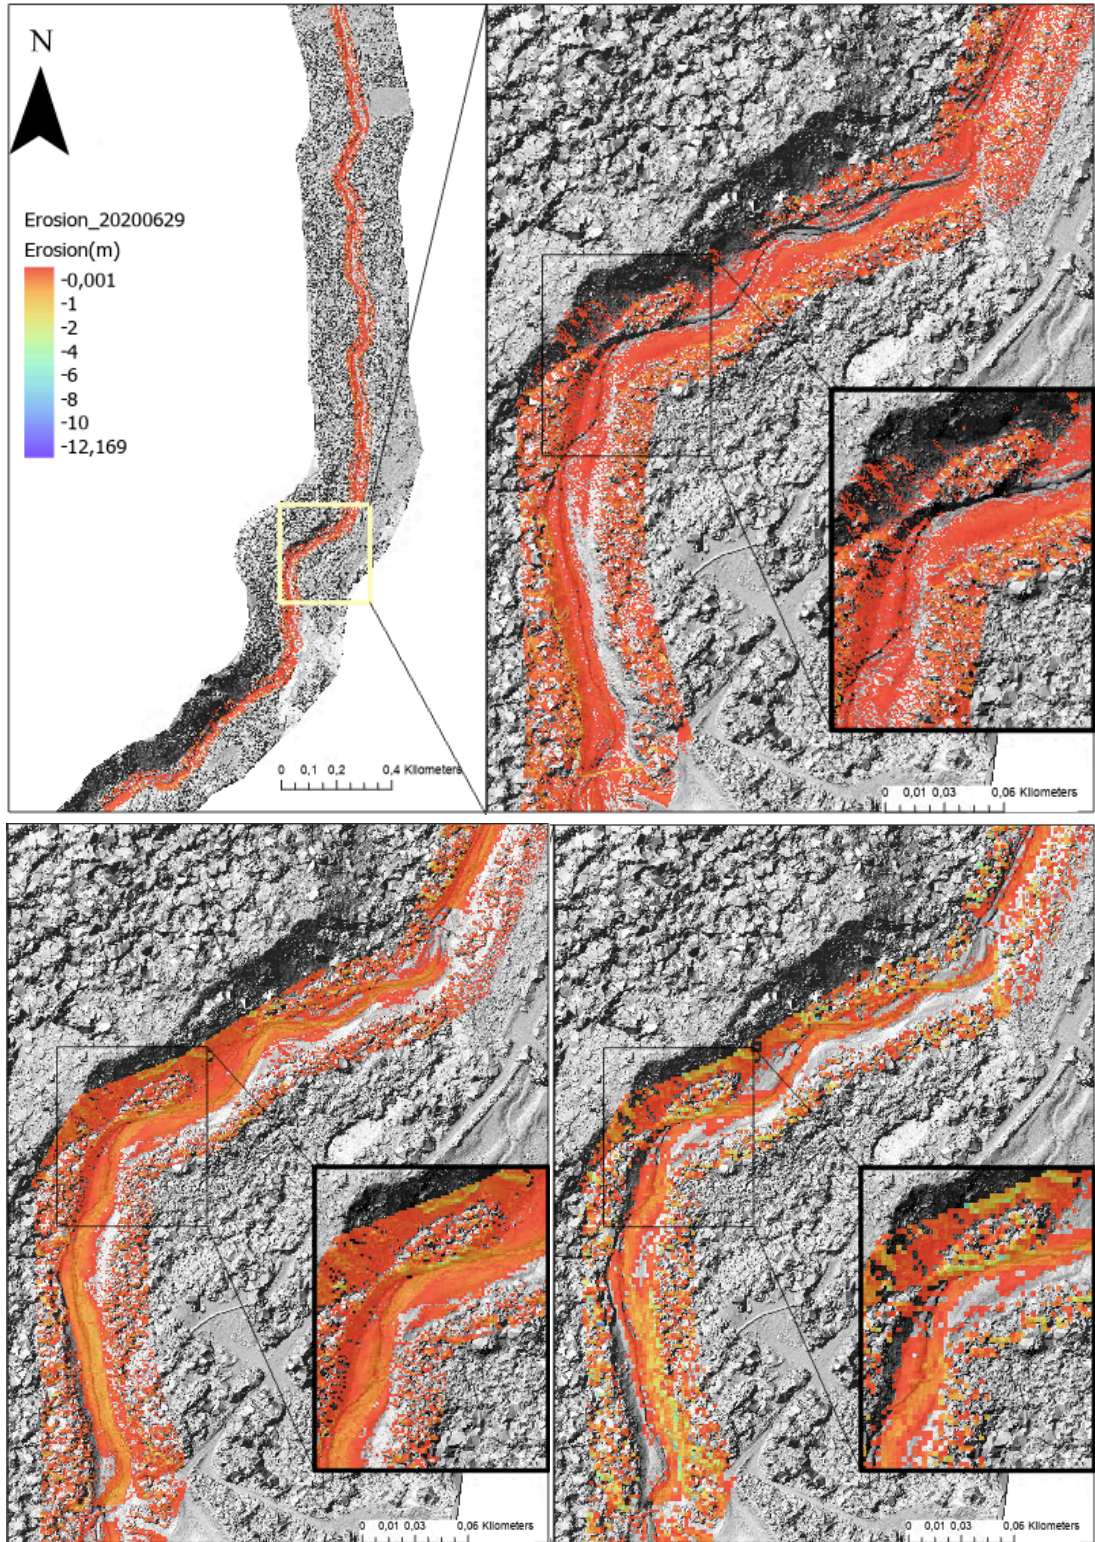 N
Erosion_20200629
Erosion(m)
-0,001
-1
-2
-4
-6
-8
-10
-12,169
0 0,1 0,2 0,4 Kilometers
0 0,01 0,03 0,06 Kilometers
0 0,01 0,03 0,06 Kilometers
0 0,01 0,03 0,06 Kilometers